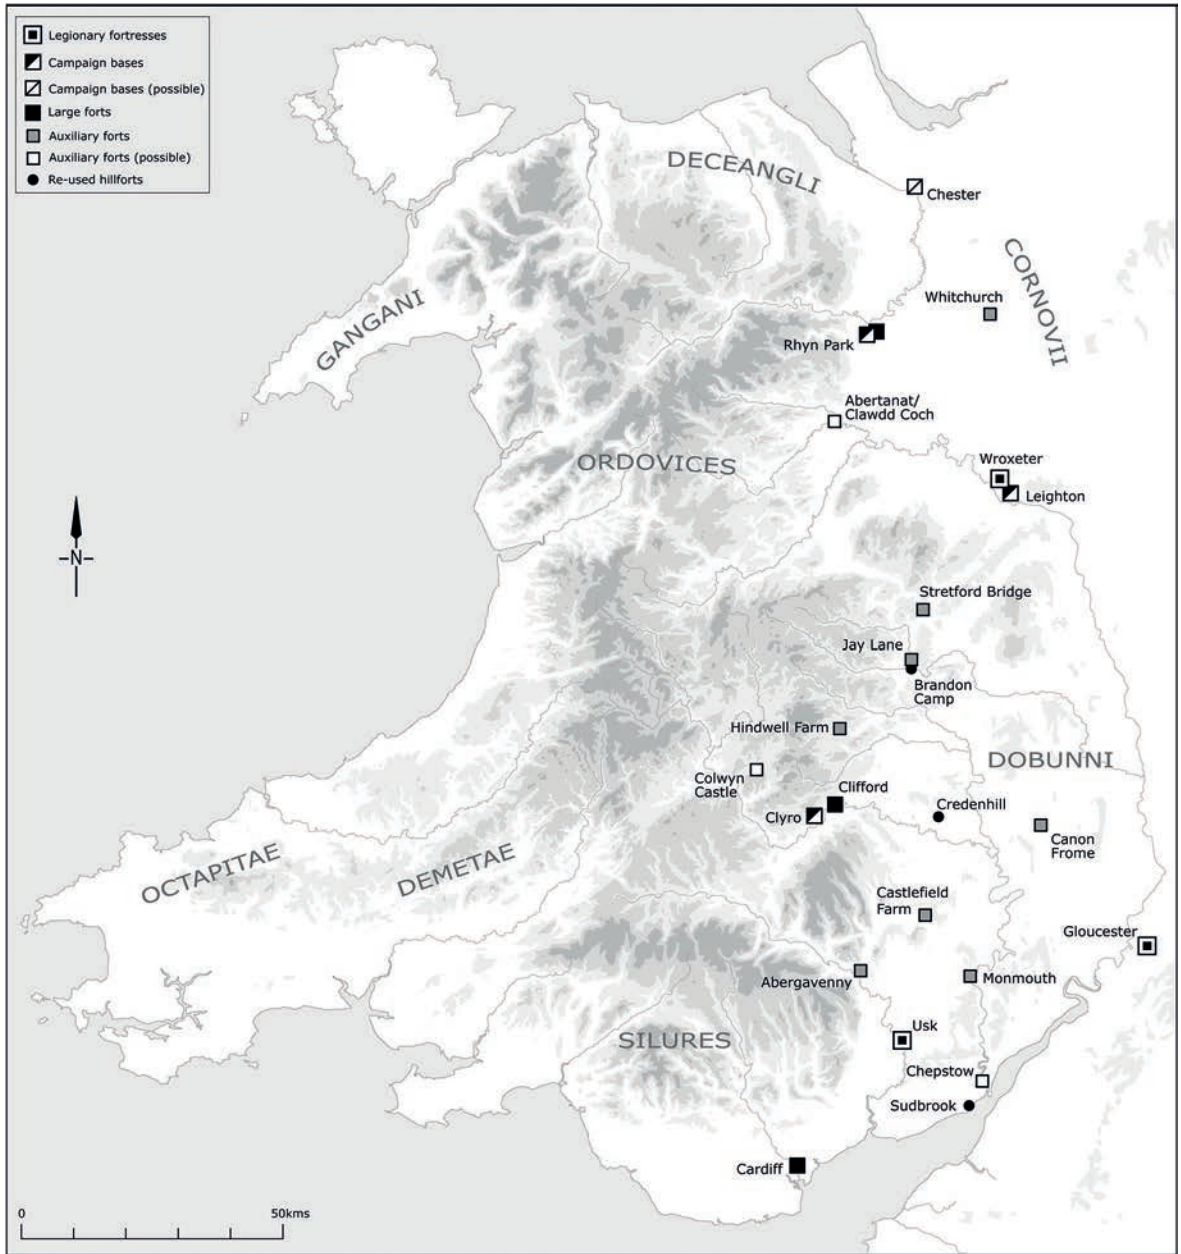 Legionary fortresses
Campaign bases
Campaign bases (possible)
Large forts
Auxiliary forts
Auxiliary forts (possible)
Re-used hillforts
DECEANGLI
Chester
CORNOVII
Whitchurch
GANGANI
Rhyn Park
Abertanat/
Clawdd Coch
ORDOVICES
Wroxeter
Leighton
N
Stretford Bridge
Jay Lane
Brandon
Camp
Hindwell Farm
DOBUNNI
Colwyn
Castle
Clifford
Clyro
Credenhill
Canon
Frome
OCTAPITAE
DEMETAE
Castlefield
Farm
Gloucester
Abergavenny
Monmouth
Usk
SILURES
Chepstow
Sudbrook
Cardiff
0 50kms